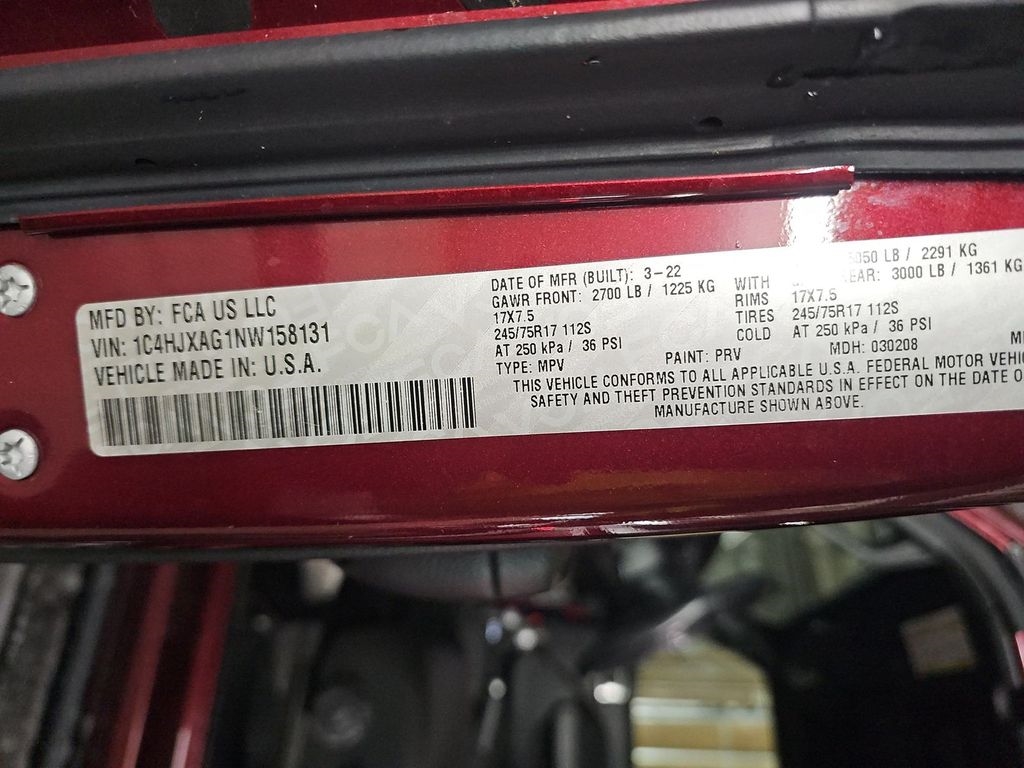 MFD BY: FCA US LLC
VIN: 1C4HJXAG1NW158131
VEHICLE MADE IN: U.S.A.
DATE OF MFR (BUILT): 3-22
GAWR FRONT: 2700 LB / 1225 KG
17X7.5
245/75R17 112S
AT 250 kPa / 36 PSI
TYPE: MPV
WITH
RIMS
TIRES
COLD
LB / 2291 KG
3000 LB / 1361 KG
17X7.5
245/75R17 112S
AT 250 kPa / 36 PSI
PAINT: PRV
MDH: 030208
THIS VEHICLE CONFORMS TO ALL APPLICABLE U.S.A. FEDERAL MOTOR
SAFETY AND THEFT PREVENTION STANDARDS IN EFFECT ON THE DATE O
MANUFACTURE SHOWN ABOVE.